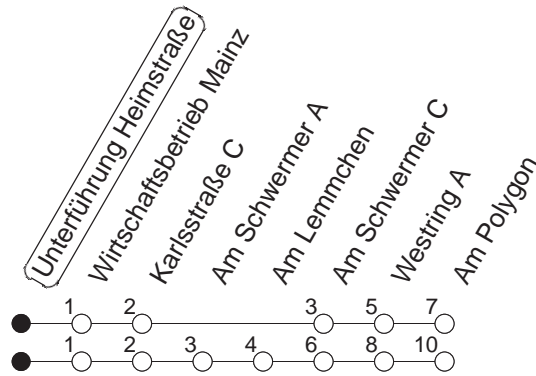 Unterführung Heimstraße
Wirtschaftsbetrieb Mainz
Karlsstraße C
Am Schwermer A
Am Lemmchen
Am Schwermer C
Westring A
Am Polygon
1 2 3 5 7
1 2 3 4 6 8 10